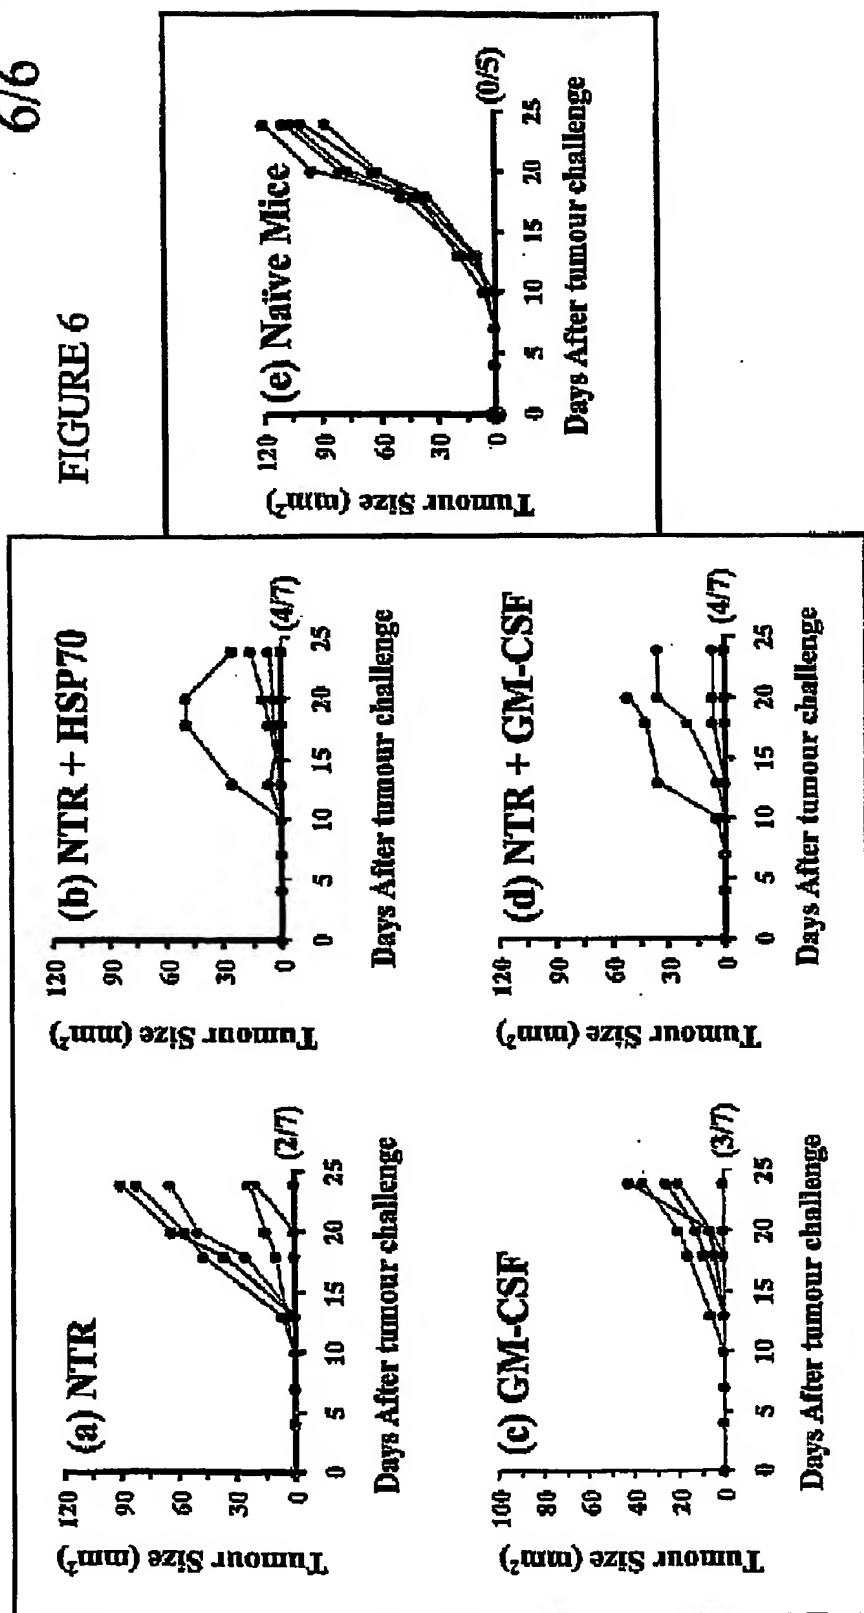 6/6
FIGURE 6
(a) NTR
Tumour Size (mm²)
120
90
60
30
0
0 5 10 15 20 25
(2/7)
Days After tumour challenge
(b) NTR + HSP70
Tumour Size (mm²)
120
90
60
30
0
0 5 10 15 20 25
(4/7)
Days After tumour challenge
(c) GM-CSF
Tumour Size (mm²)
100
80
60
40
20
0
0 5 10 15 20 25
(3/7)
Days After tumour challenge
(d) NTR + GM-CSF
Tumour Size (mm²)
120
90
60
30
0
0 5 10 15 20 25
(4/7)
Days After tumour challenge
(e) Naïve Mice
Tumour Size (mm²)
120
90
60
30
0
0 5 10 15 20 25
(0/5)
Days After tumour challenge